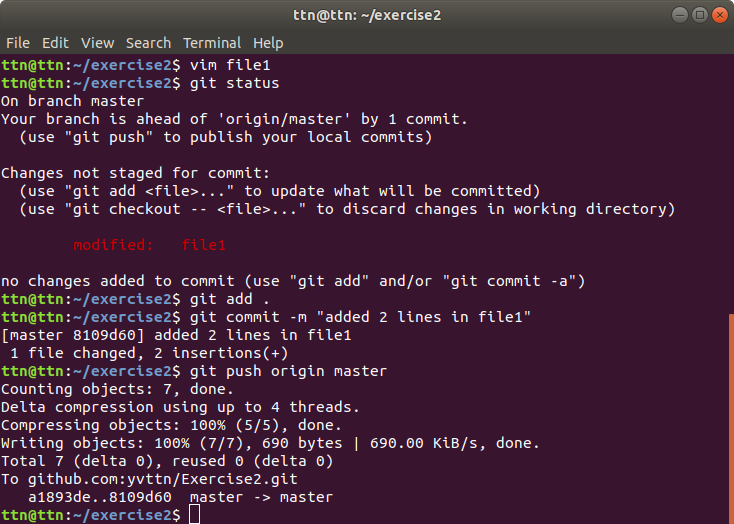 ttn@ttn: ~/exercise2
File Edit View Search Terminal Help
ttn@ttn:~/exercise2$ vim file1
ttn@ttn:~/exercise2$ git status
On branch master
Your branch is ahead of 'origin/master' by 1 commit.
  (use "git push" to publish your local commits)

Changes not staged for commit:
  (use "git add <file>..." to update what will be committed)
  (use "git checkout -- <file>..." to discard changes in working directory)

        modified:   file1

no changes added to commit (use "git add" and/or "git commit -a")
ttn@ttn:~/exercise2$ git add .
ttn@ttn:~/exercise2$ git commit -m "added 2 lines in file1"
[master 8109d60] added 2 lines in file1
 1 file changed, 2 insertions(+)
ttn@ttn:~/exercise2$ git push origin master
Counting objects: 7, done.
Delta compression using up to 4 threads.
Compressing objects: 100% (5/5), done.
Writing objects: 100% (7/7), 690 bytes | 690.00 KiB/s, done.
Total 7 (delta 0), reused 0 (delta 0)
To github.com:yvttn/Exercise2.git
   a1893de..8109d60  master -> master
ttn@ttn:~/exercise2$